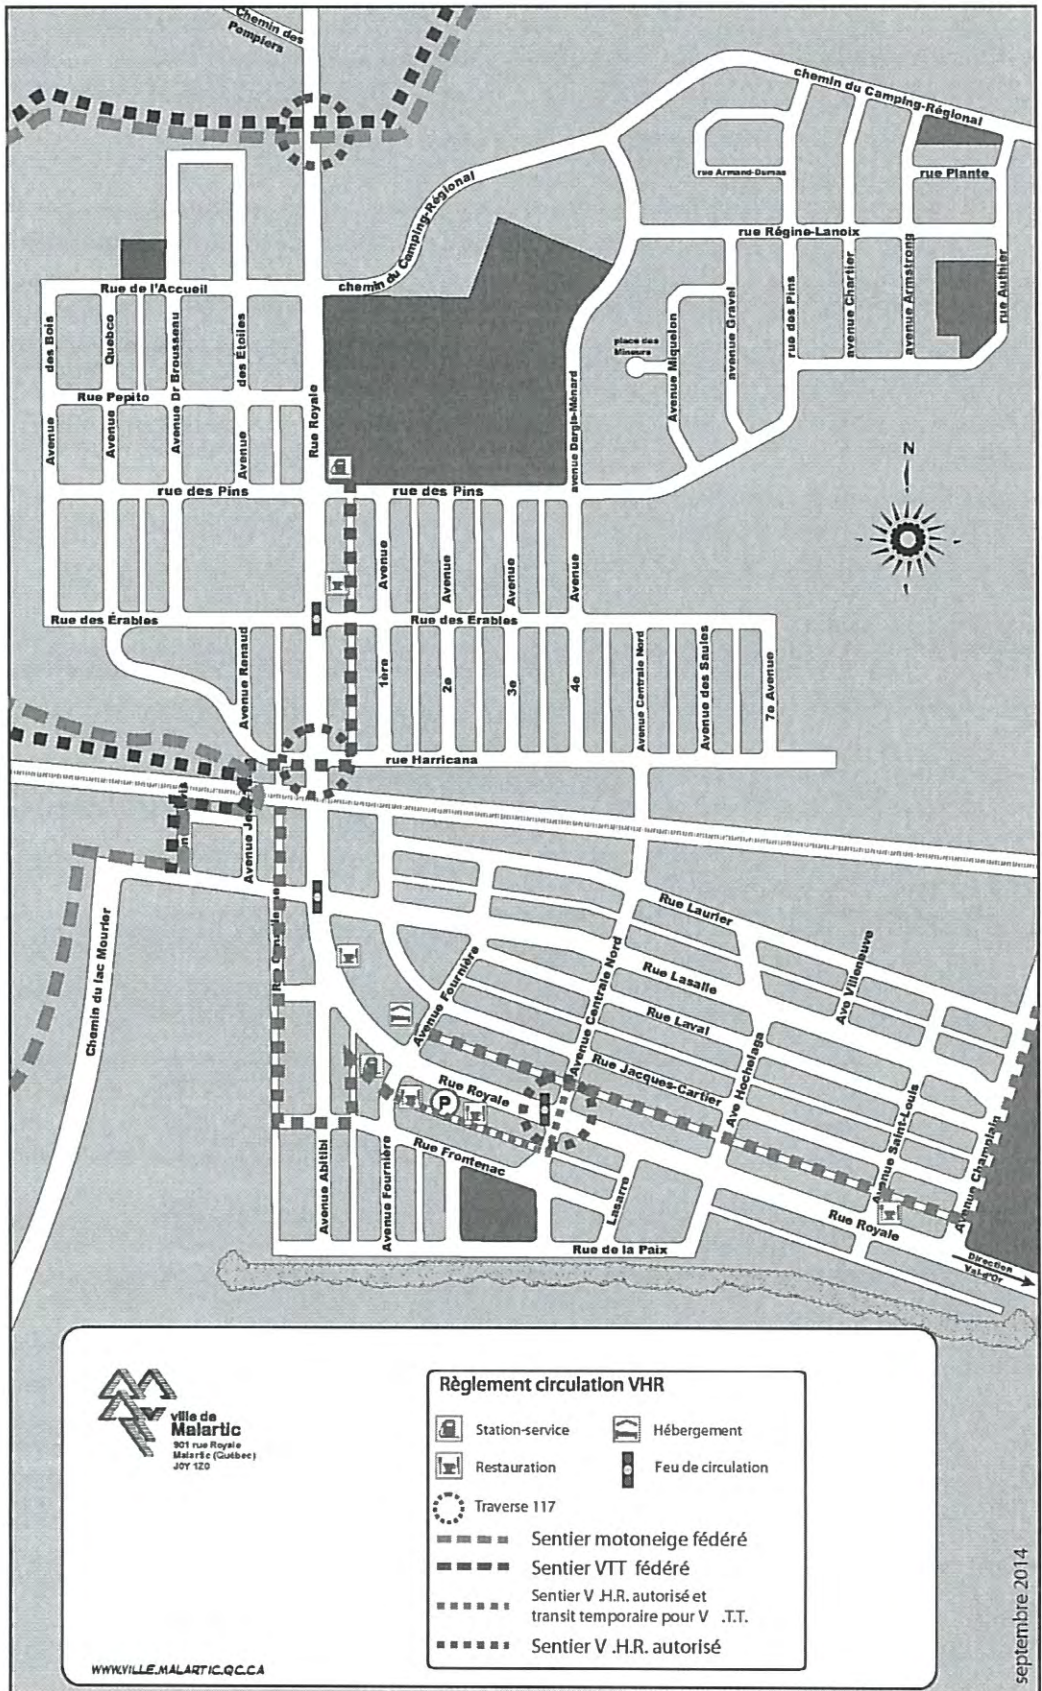 Chemin des
Pompiers
chemin du Camping-Régional
rue Armand-Dumas
rue Plante
chemin du Camping-Régional
rue Régine-Lanoix
Rue de l'Accueil
des Bois
Avenue
Quebco
Avenue
Avenue Dr Brousseau
des Étoiles
Avenue
Rue Royale
avenue Dargis-Ménard
place des
Mineurs
Avenue Miquelon
avenue Gravel
rue des Pins
avenue Chartier
avenue Armstrong
rue Authier
Rue Pepito
rue des Pins
rue des Pins
N
Avenue
Avenue
Avenue
Avenue
Rue des Érables
Rue des Erables
Avenue Renaud
1ère
2e
3e
4e
Avenue Centrale Nord
Avenue des Saules
7e Avenue
rue Harricana
Chemin du lac Mourier
Rue Laurier
Rue Lasalle
Ave Villeneuve
Avenue Fournière
Avenue Centrale Nord
Rue Laval
Ave Hochelaga
Rue Jacques-Cartier
Rue Royale
P
Avenue Saint-Louis
Avenue Champlain
Rue Frontenac
Avenue Abitibi
Avenue Fournière
Lasarre
Rue de la Paix
Rue Royale
Direction
Val-d'Or
ville de
Malartic
901 rue Royale
Malartic (Québec)
J0Y 1Z0
WWW.VILLE.MALARTIC.QC.CA
Règlement circulation VHR
Station-service
Hébergement
Restauration
Feu de circulation
Traverse 117
Sentier motoneige fédéré
Sentier VTT fédéré
Sentier V .H.R. autorisé et
transit temporaire pour V .T.T.
Sentier V .H.R. autorisé
septembre 2014